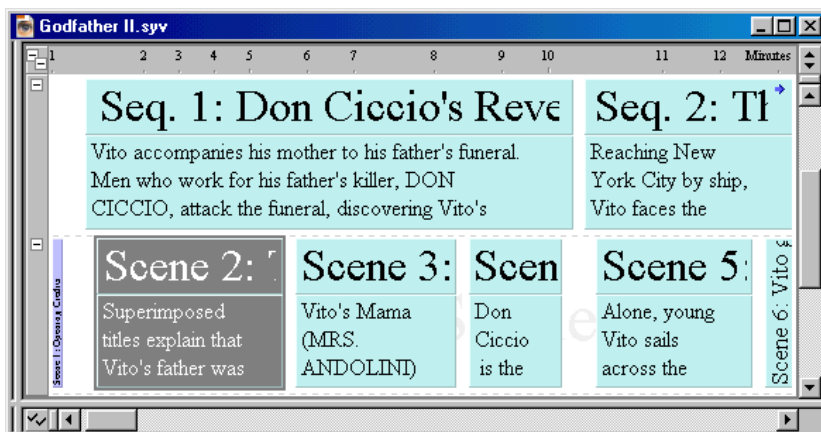 Godfather II.syv
1 2 3 4 5 6 7 8 9 10 11 12 Minutes
Seq. 1: Don Ciccio's Reve
Vito accompanies his mother to his father's funeral.
Men who work for his father's killer, DON
CICCIO, attack the funeral, discovering Vito's
Seq. 2: Tl
Reaching New
York City by ship,
Vito faces the
Scene 1: Opening Credits
Scene 2:
Superimposed
titles explain that
Vito's father was
Scene 3:
Vito's Mama
(MRS.
ANDOLINI)
Scen
Don
Ciccio
is the
Scene 5:
Alone, young
Vito sails
across the
Scene 6: Vito